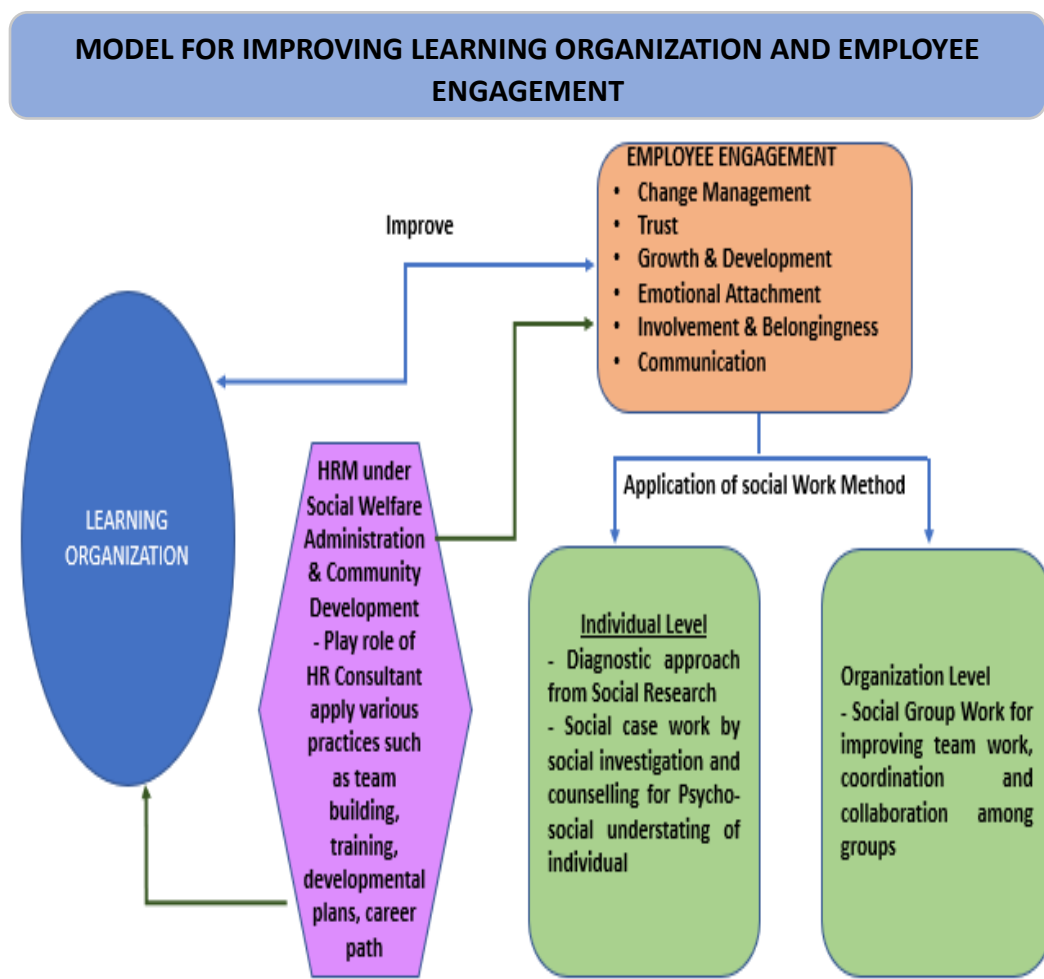 MODEL FOR IMPROVING LEARNING ORGANIZATION AND EMPLOYEE
ENGAGEMENT
EMPLOYEE ENGAGEMENT
• Change Management
• Trust
• Growth & Development
• Emotional Attachment
• Involvement & Belongingness
• Communication
Improve
LEARNING
ORGANIZATION
HRM under
Social Welfare
Administration
& Community
Development
- Play role of
HR Consultant
apply various
practices such
as team
building,
training,
developmental
plans, career
path
Application of social Work Method
Individual Level
- Diagnostic approach
from Social Research
- Social case work by
social investigation and
counselling for Psycho-
social understating of
individual
Organization Level
- Social Group Work for
improving team work,
coordination and
collaboration among
groups